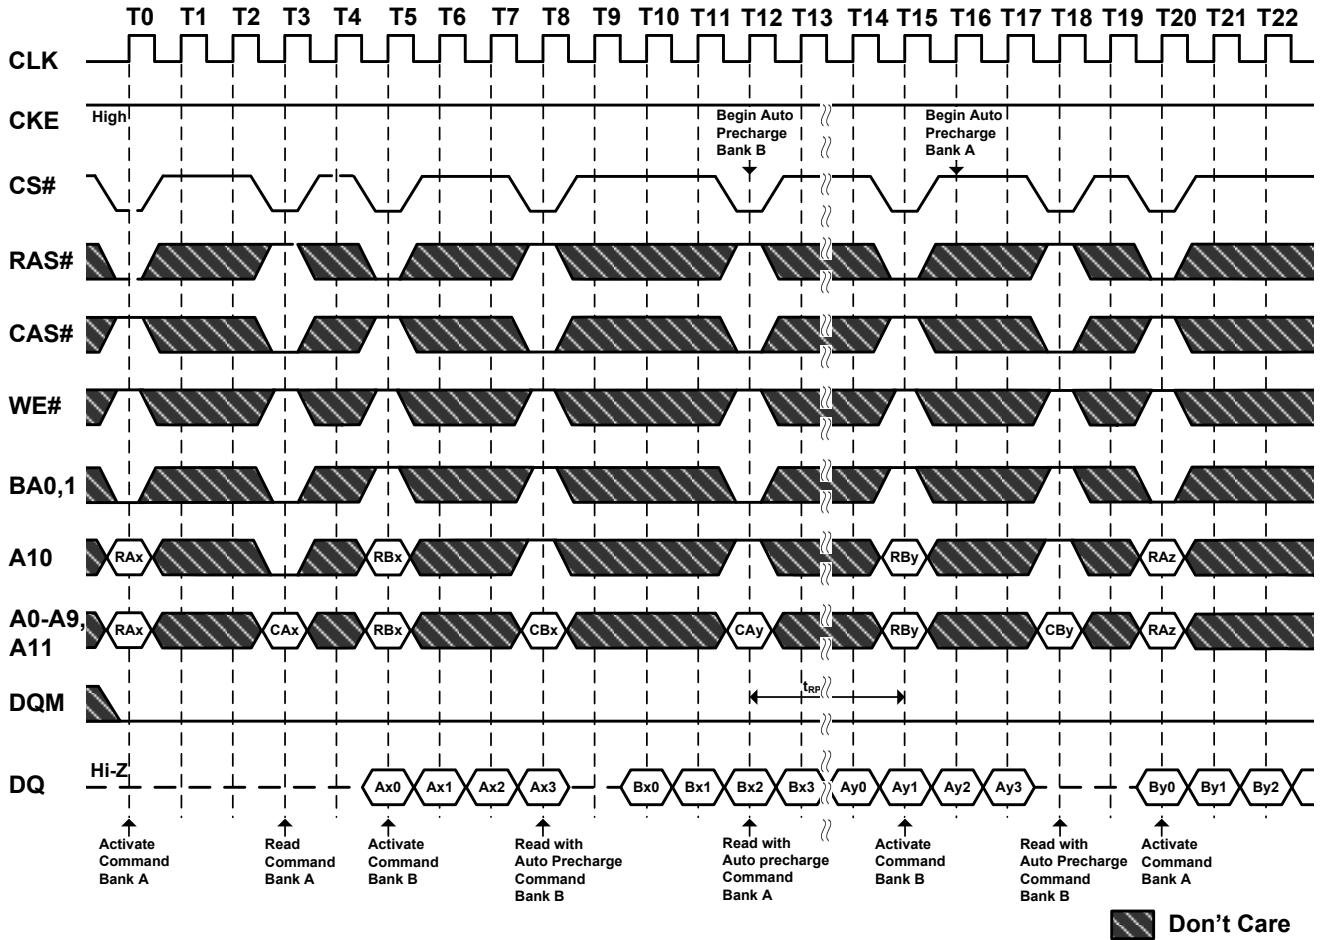 T0 T1 T2 T3 T4 T5 T6 T7 T8 T9 T10 T11 T12 T13 T14 T15 T16 T17 T18 T19 T20 T21 T22
CLK
CKE
High
Begin Auto
Precharge
Bank B
Begin Auto
Precharge
Bank A
CS#
RAS#
CAS#
WE#
BA0,1
A10
RAx RBx RBy RAz
A0-A9,
A11
RAx CAx RBx CBx CAy RBy CBy RAz
DQM
tRP
DQ
Hi-Z
Ax0 Ax1 Ax2 Ax3 Bx0 Bx1 Bx2 Bx3 Ay0 Ay1 Ay2 Ay3 By0 By1 By2
Activate
Command
Bank A
Read
Command
Bank A
Activate
Command
Bank B
Read with
Auto Precharge
Command
Bank B
Read with
Auto precharge
Command
Bank A
Activate
Command
Bank B
Read with
Auto Precharge
Command
Bank B
Activate
Command
Bank A
Don't Care